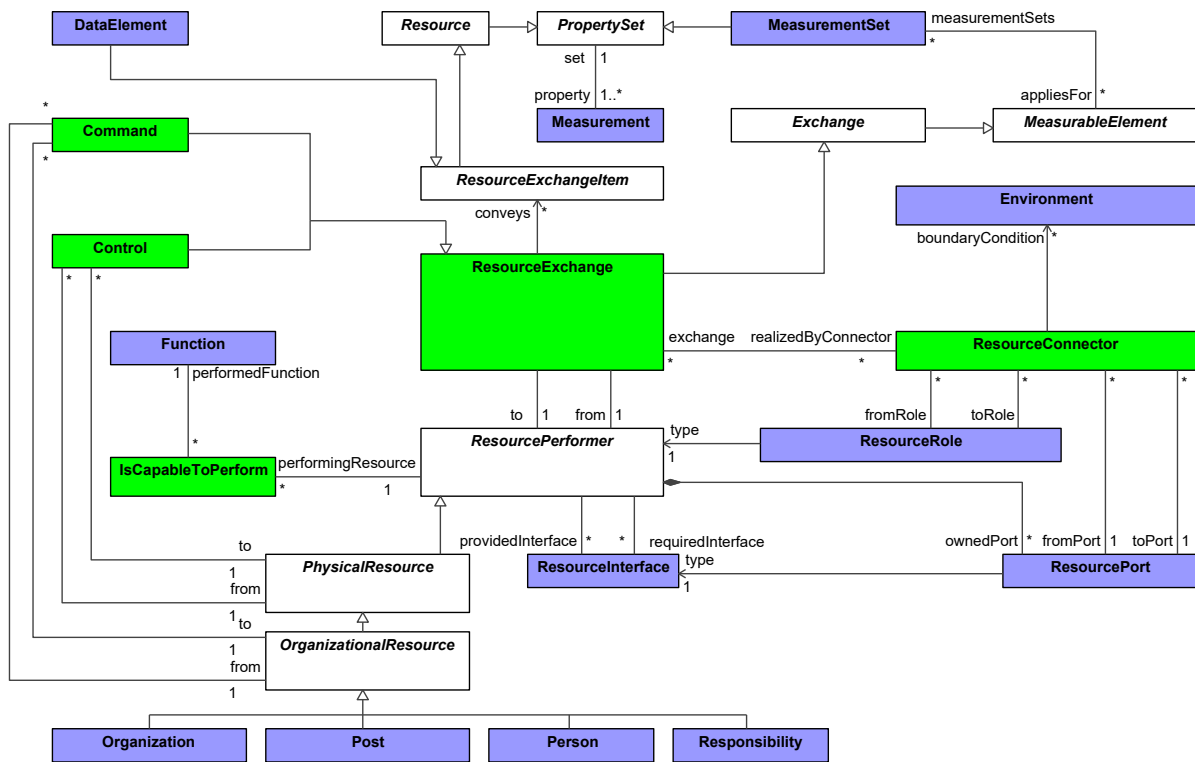 DataElement
Resource
PropertySet
MeasurementSet
measurementSets
*
set
1
property
1..*
Measurement
appliesFor
*
Exchange
MeasurableElement
*
Command
*
ResourceExchangeItem
conveys
*
Environment
boundaryCondition
*
Control
*
*
ResourceExchange
exchange
realizedByConnector
*
*
ResourceConnector
*
*
*
*
Function
1
performedFunction
*
to
1
from
1
fromRole
toRole
ResourcePerformer
type
1
ResourceRole
IsCapableToPerform
performingResource
*
1
providedInterface
*
*
requiredInterface
ownedPort
*
fromPort
1
toPort
1
to
1
PhysicalResource
from
1
ResourceInterface
type
1
ResourcePort
to
1
OrganizationalResource
from
1
Organization
Post
Person
Responsibility